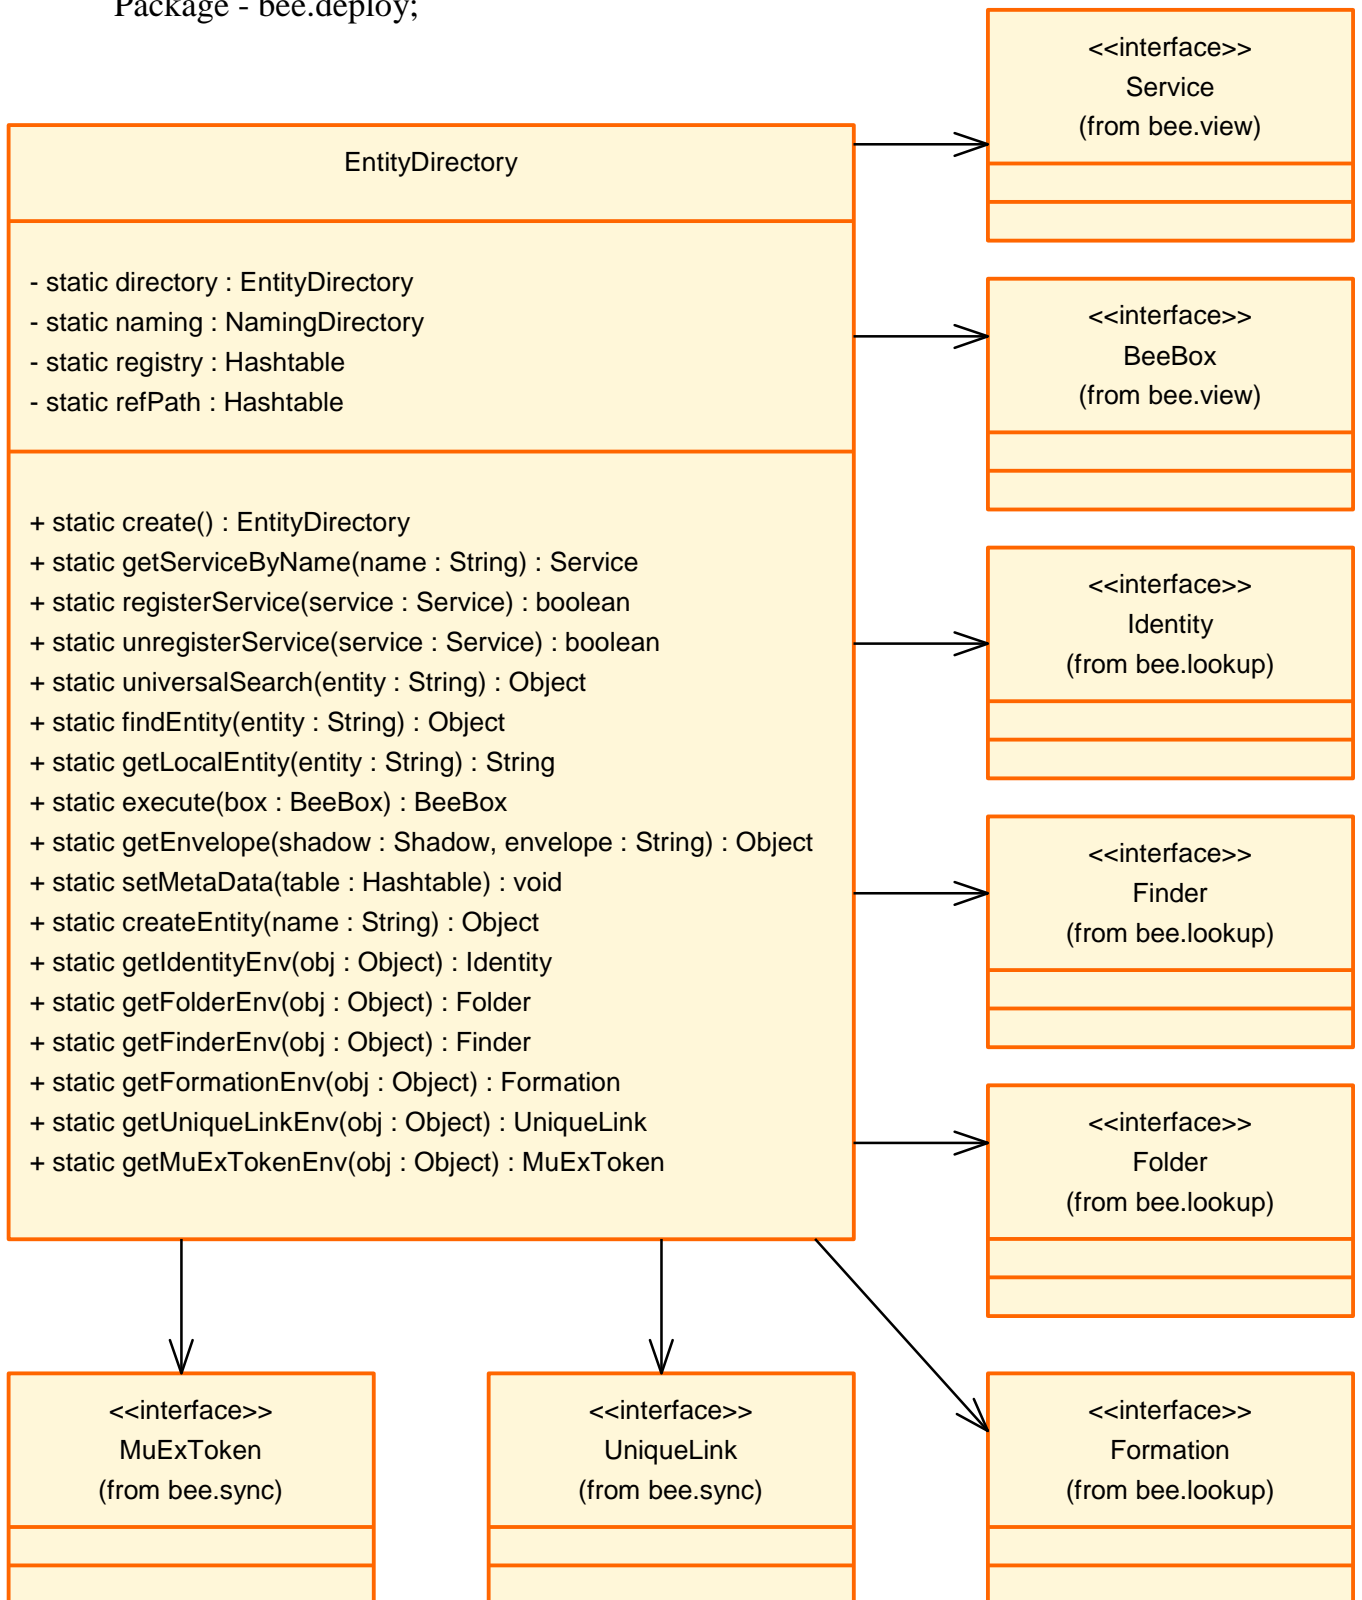 Package - bee.deploy;
EntityDirectory
- static directory : EntityDirectory
- static naming : NamingDirectory
- static registry : Hashtable
- static refPath : Hashtable
+ static create() : EntityDirectory
+ static getServiceByName(name : String) : Service
+ static registerService(service : Service) : boolean
+ static unregisterService(service : Service) : boolean
+ static universalSearch(entity : String) : Object
+ static findEntity(entity : String) : Object
+ static getLocalEntity(entity : String) : String
+ static execute(box : BeeBox) : BeeBox
+ static getEnvelope(shadow : Shadow, envelope : String) : Object
+ static setMetaData(table : Hashtable) : void
+ static createEntity(name : String) : Object
+ static getIdentityEnv(obj : Object) : Identity
+ static getFolderEnv(obj : Object) : Folder
+ static getFinderEnv(obj : Object) : Finder
+ static getFormationEnv(obj : Object) : Formation
+ static getUniqueLinkEnv(obj : Object) : UniqueLink
+ static getMuExTokenEnv(obj : Object) : MuExToken
<<interface>>
Service
(from bee.view)
<<interface>>
BeeBox
(from bee.view)
<<interface>>
Identity
(from bee.lookup)
<<interface>>
Finder
(from bee.lookup)
<<interface>>
Folder
(from bee.lookup)
<<interface>>
MuExToken
(from bee.sync)
<<interface>>
UniqueLink
(from bee.sync)
<<interface>>
Formation
(from bee.lookup)